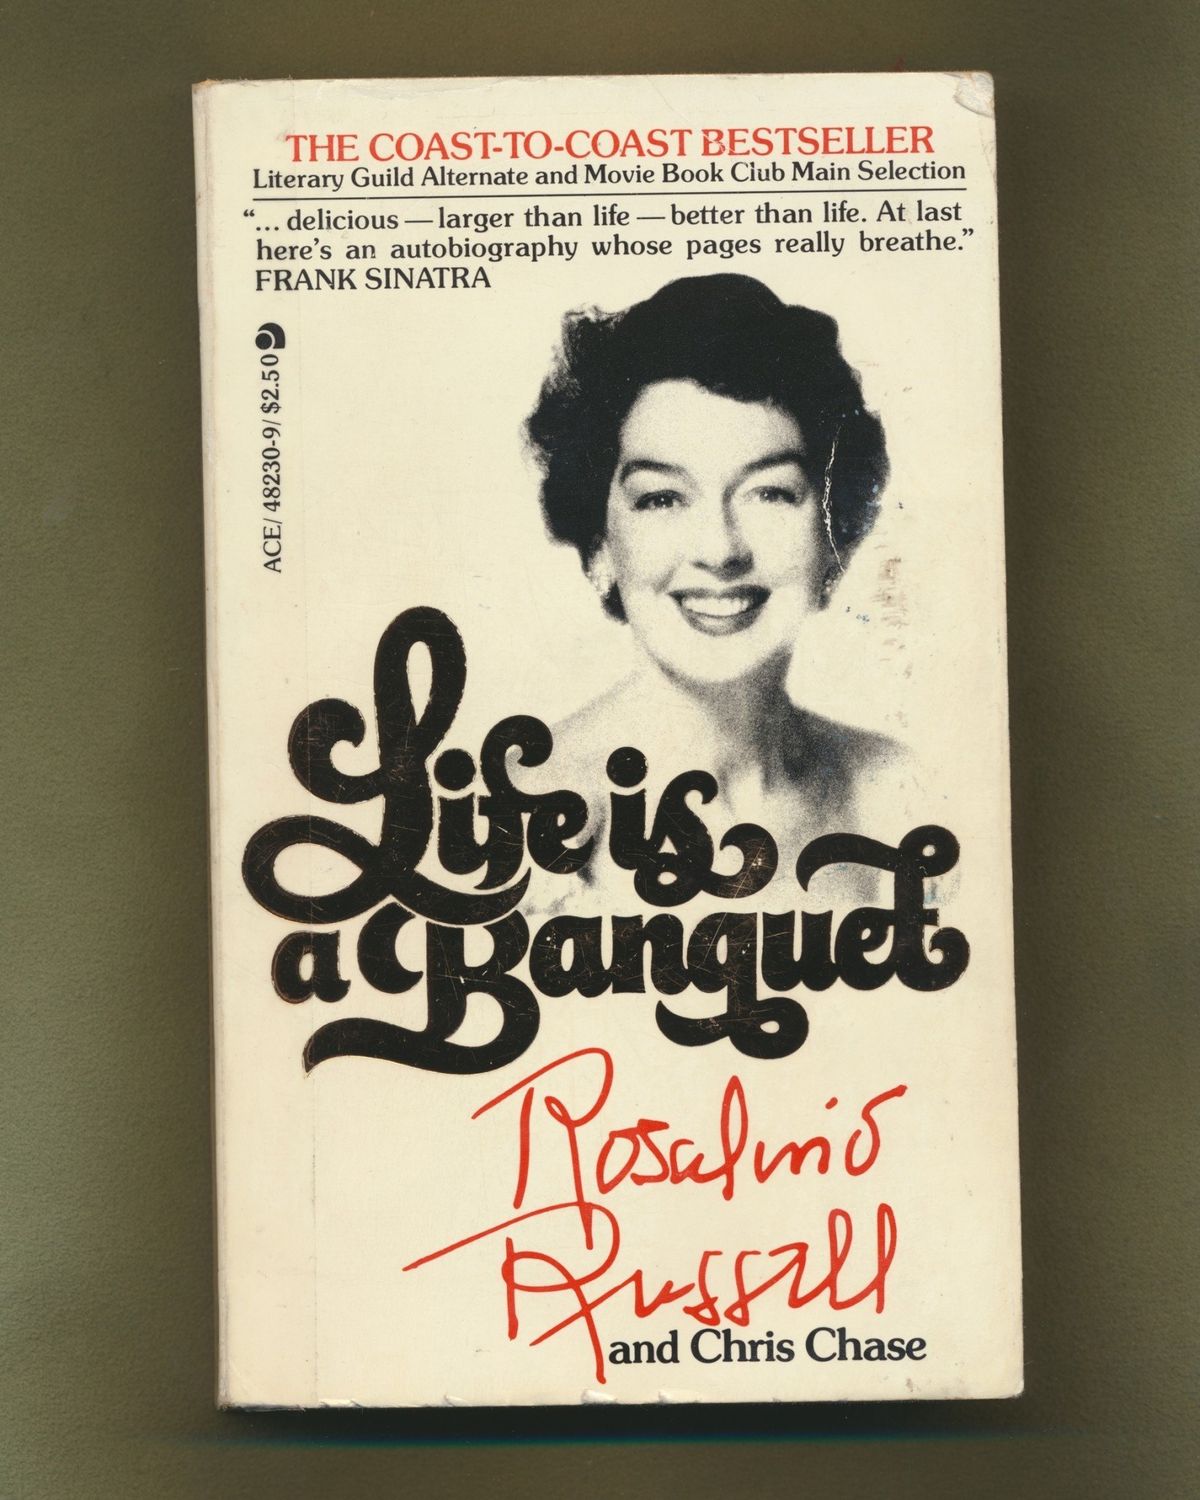 THE COAST-TO-COAST BESTSELLER
Literary Guild Alternate and Movie Book Club Main Selection
“... delicious — larger than life — better than life. At last
here’s an autobiography whose pages really breathe.”
FRANK SINATRA
ACE/48230-9/$2.50
Life is
a Banquet
Rosalind
Russell
and Chris Chase